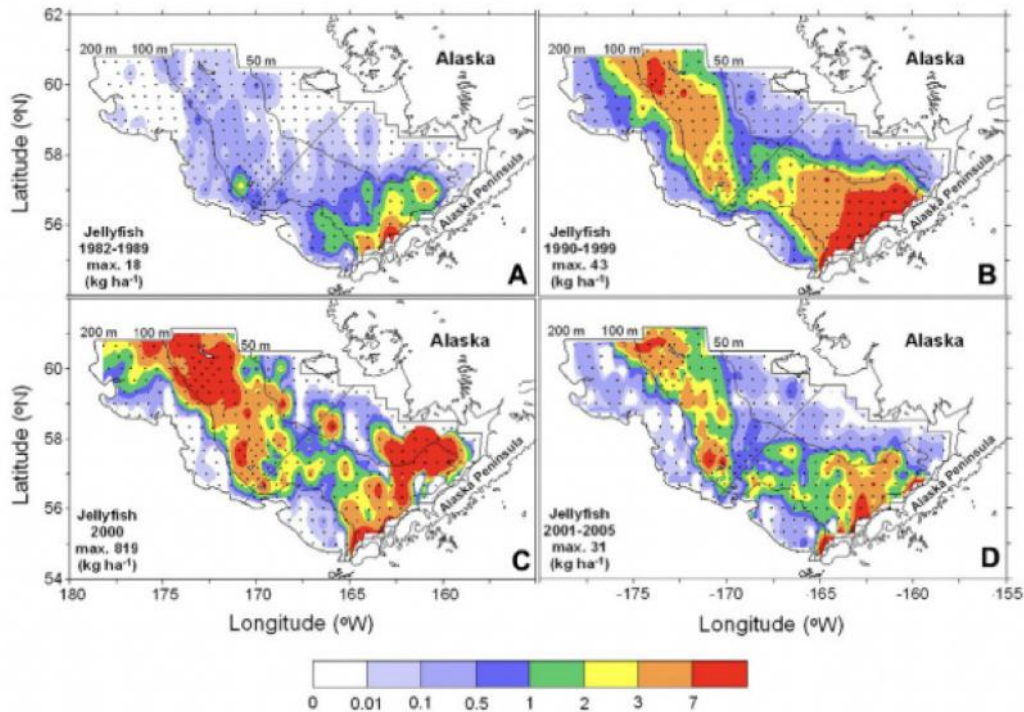 62
60
58
56
54
Latitude (ºN)
200 m 100 m
50 m
Alaska
Alaska Peninsula
Jellyfish
1982-1989
max. 18
(kg ha⁻¹)
A
200 m 100 m
50 m
Alaska
Alaska Peninsula
Jellyfish
1990-1999
max. 43
(kg ha⁻¹)
B
60
58
56
54
Latitude (ºN)
200 m 100 m
50 m
Alaska
Alaska Peninsula
Jellyfish
2000
max. 819
(kg ha⁻¹)
C
200 m 100 m
50 m
Alaska
Alaska Peninsula
Jellyfish
2001-2005
max. 31
(kg ha⁻¹)
D
180 175 170 165 160
Longitude (ºW)
-175 -170 -165 -160 -155
Longitude (ºW)
0 0.01 0.1 0.5 1 2 3 7